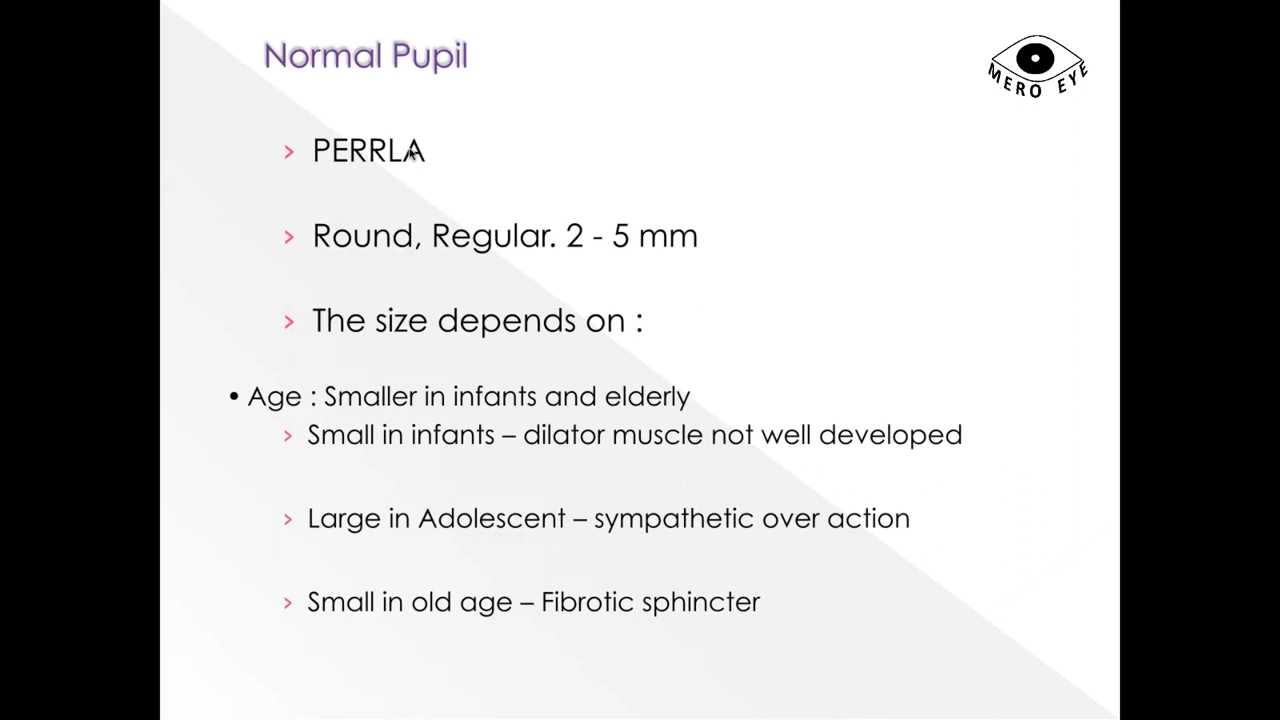 Normal Pupil
MERO EYE
› PERRLA
› Round, Regular. 2 - 5 mm
› The size depends on :
• Age : Smaller in infants and elderly
› Small in infants – dilator muscle not well developed
› Large in Adolescent – sympathetic over action
› Small in old age – Fibrotic sphincter